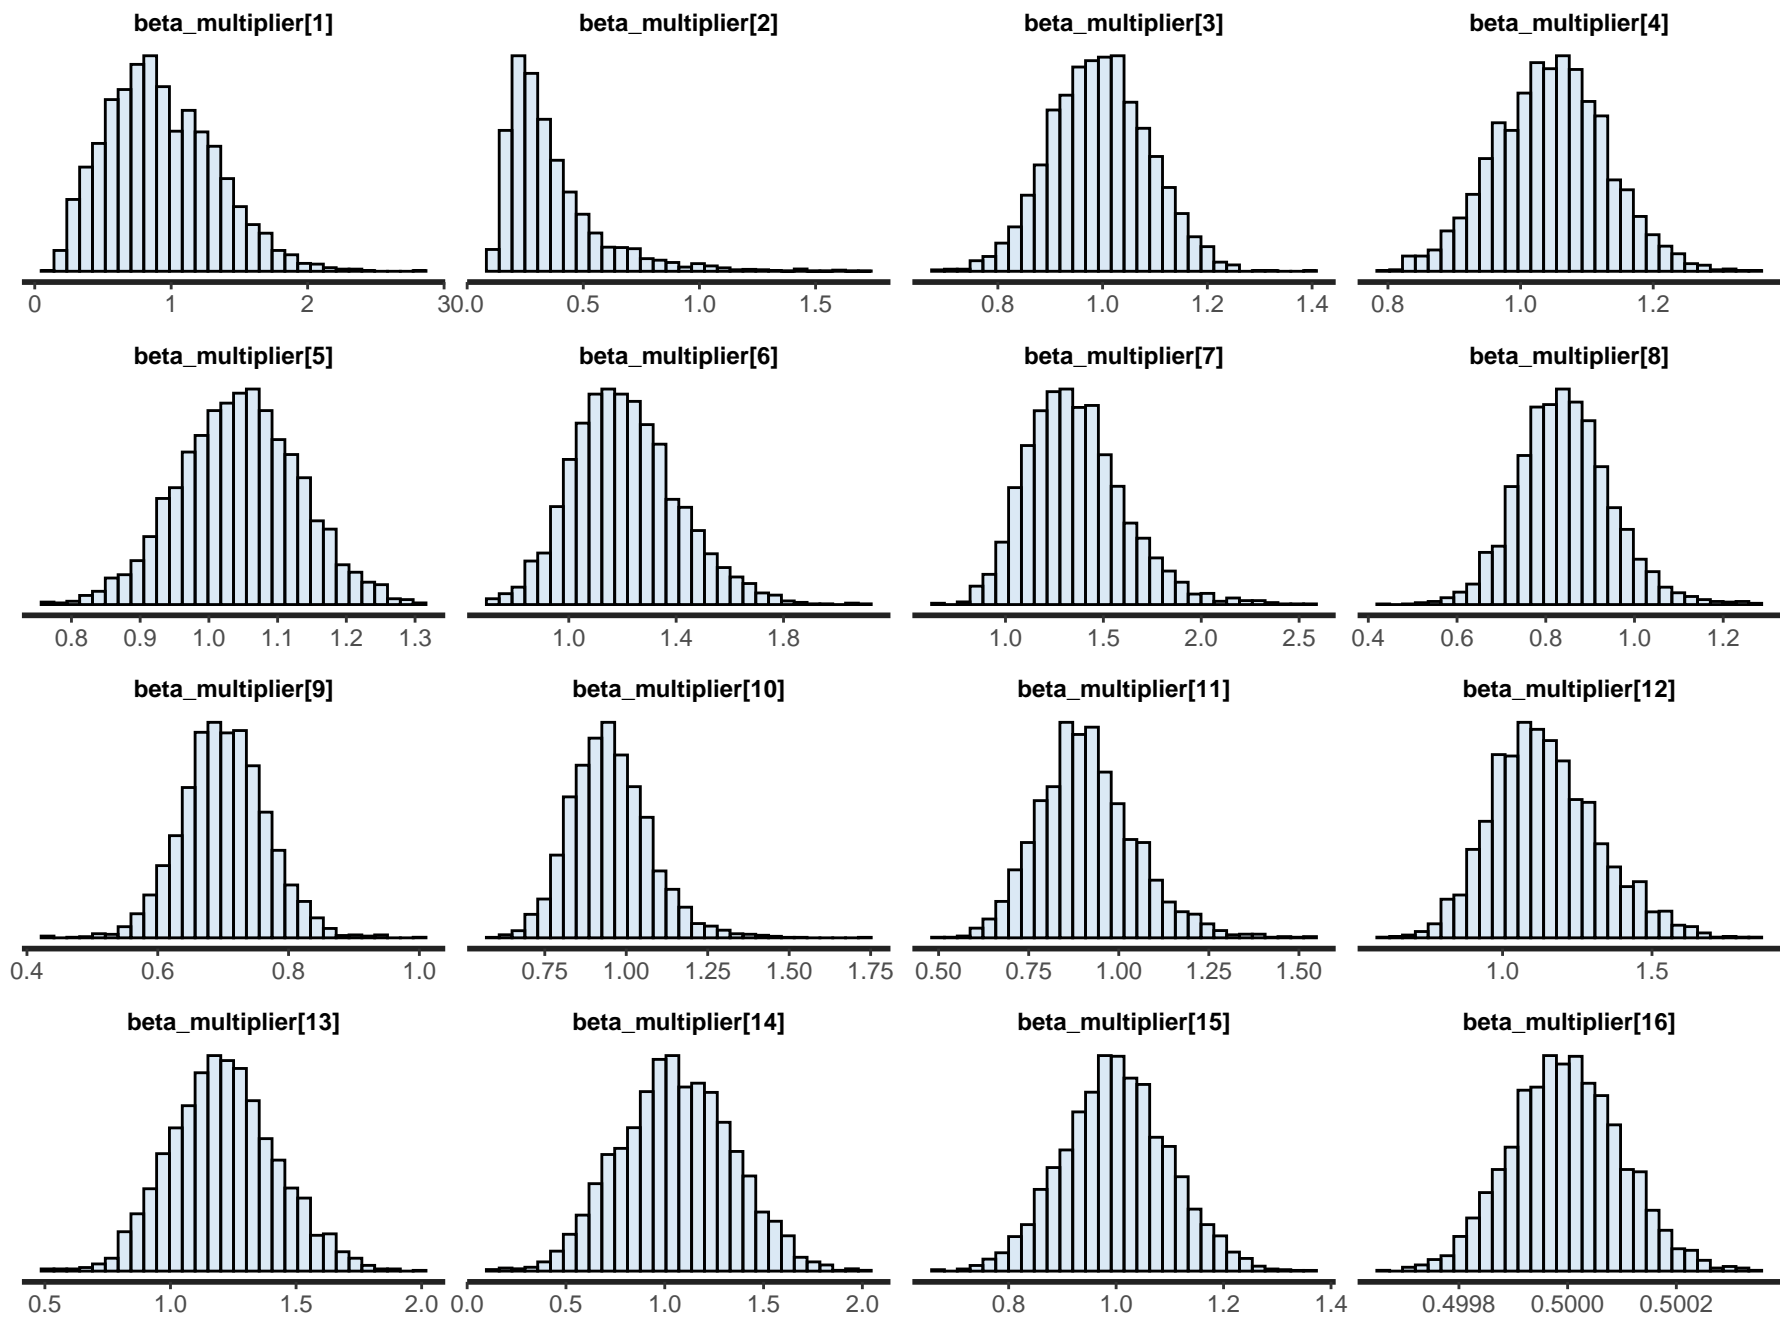 beta_multiplier[1] beta_multiplier[2] beta_multiplier[3] beta_multiplier[4]
0 1 2 3 0.0 0.5 1.0 1.5 0.8 1.0 1.2 1.4 0.8 1.0 1.2
beta_multiplier[5] beta_multiplier[6] beta_multiplier[7] beta_multiplier[8]
0.8 0.9 1.0 1.1 1.2 1.3 1.0 1.4 1.8 1.0 1.5 2.0 2.5 0.4 0.6 0.8 1.0 1.2
beta_multiplier[9] beta_multiplier[10] beta_multiplier[11] beta_multiplier[12]
0.4 0.6 0.8 1.0 0.75 1.00 1.25 1.50 1.75 0.50 0.75 1.00 1.25 1.50 1.0 1.5
beta_multiplier[13] beta_multiplier[14] beta_multiplier[15] beta_multiplier[16]
0.5 1.0 1.5 2.0 0.0 0.5 1.0 1.5 2.0 0.8 1.0 1.2 1.4 0.4998 0.5000 0.5002